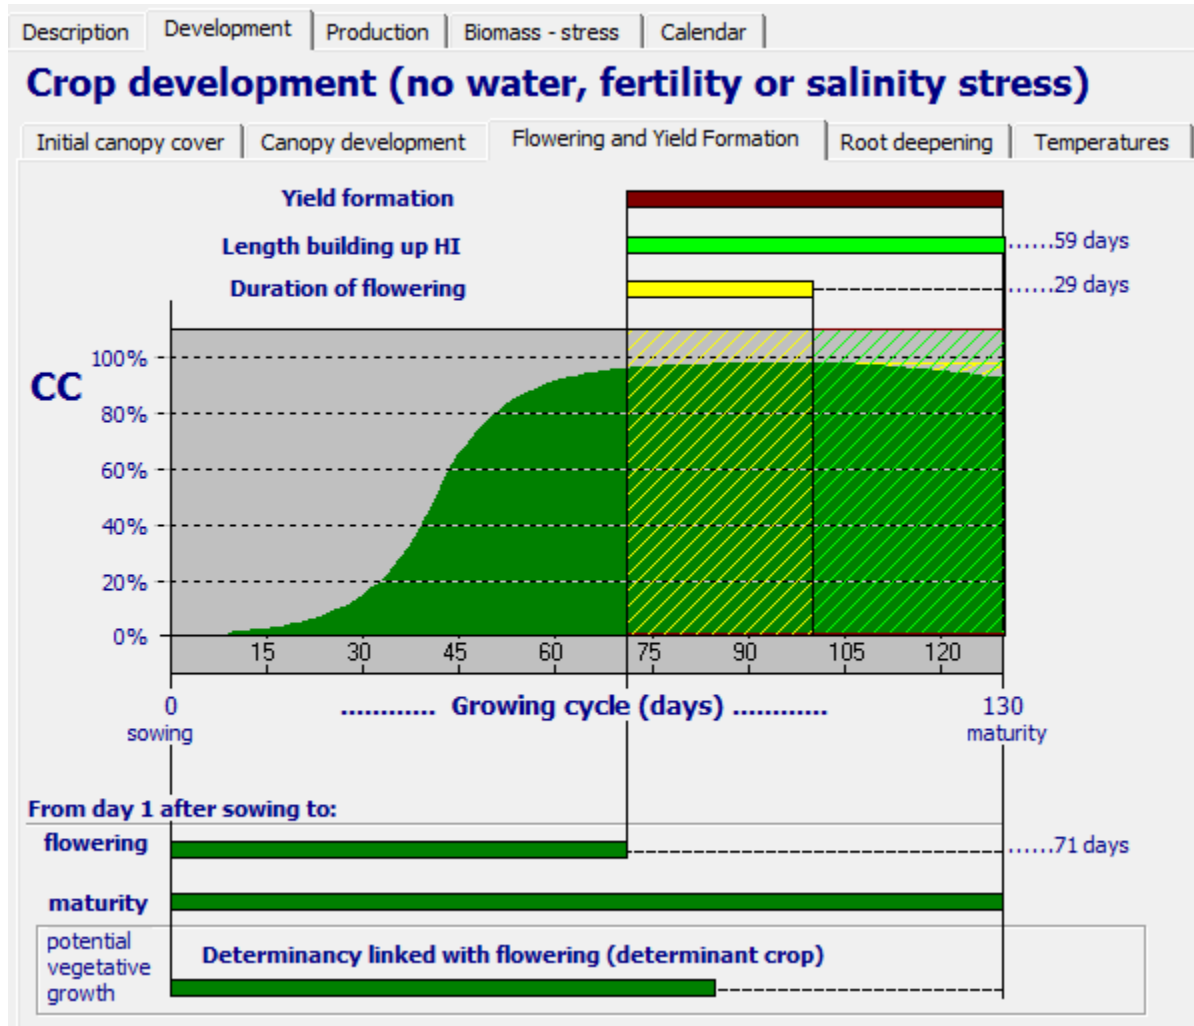 Description Development Production Biomass - stress Calendar
Crop development (no water, fertility or salinity stress)
Initial canopy cover Canopy development Flowering and Yield Formation Root deepening Temperatures
Yield formation
Length building up HI ......59 days
Duration of flowering ......29 days
CC
100%
80%
60%
40%
20%
0%
15 30 45 60 75 90 105 120
0 ............ Growing cycle (days) ............ 130
sowing maturity
From day 1 after sowing to:
flowering ......71 days
maturity
potential
vegetative
growth
Determinancy linked with flowering (determinant crop)